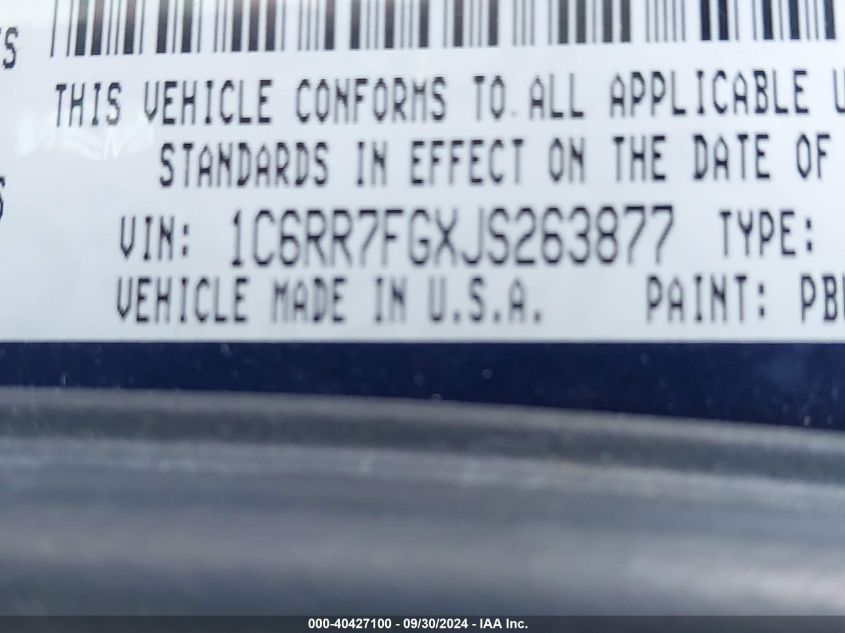 THIS VEHICLE CONFORMS TO ALL APPLICABLE U
STANDARDS IN EFFECT ON THE DATE OF
VIN: 1C6RR7FGXJS263877 TYPE:
VEHICLE MADE IN U.S.A. PAINT: PB
000-40427100 - 09/30/2024 - IAA Inc.